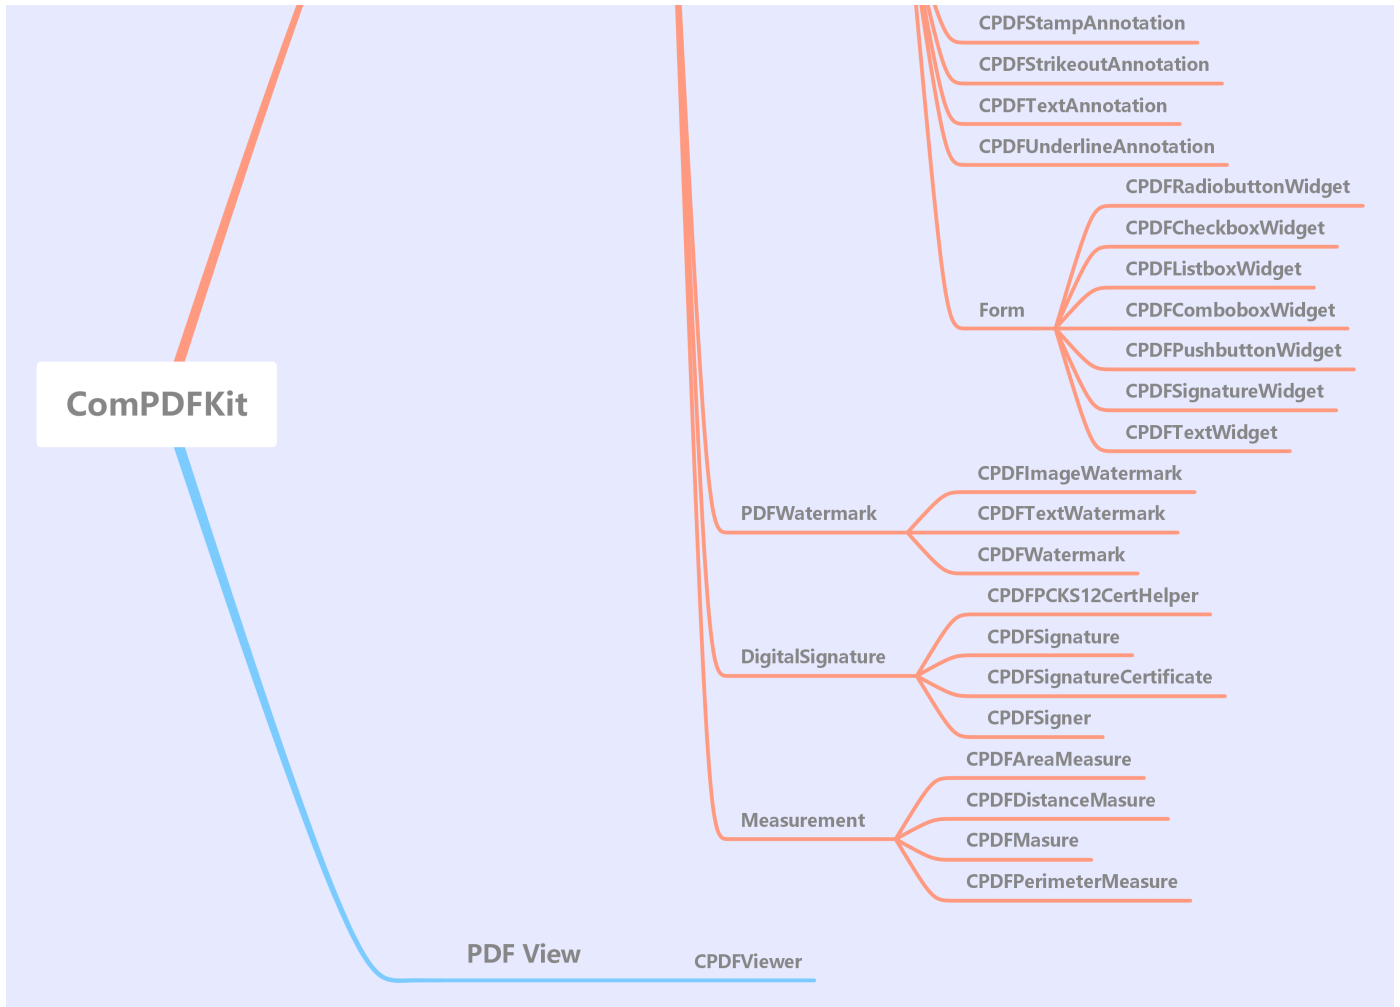 CPDFStampAnnotation
CPDFStrikeoutAnnotation
CPDFTextAnnotation
CPDFUnderlineAnnotation
CPDFRadiobuttonWidget
CPDFCheckboxWidget
CPDFListboxWidget
Form
CPDFComboboxWidget
CPDFPushbuttonWidget
CPDFSignatureWidget
CPDFTextWidget
ComPDFKit
PDFWatermark
CPDFImageWatermark
CPDFTextWatermark
CPDFWatermark
DigitalSignature
CPDFPCKS12CertHelper
CPDFSignature
CPDFSignatureCertificate
CPDFSigner
Measurement
CPDFAreaMeasure
CPDFDistanceMasure
CPDFMasure
CPDFPerimeterMeasure
PDF View
CPDFViewer